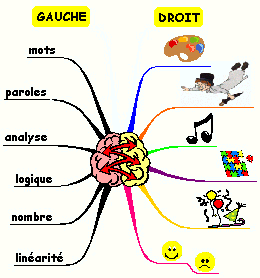 GAUCHE DROIT
mots
paroles
analyse
logique
nombre
linéarité